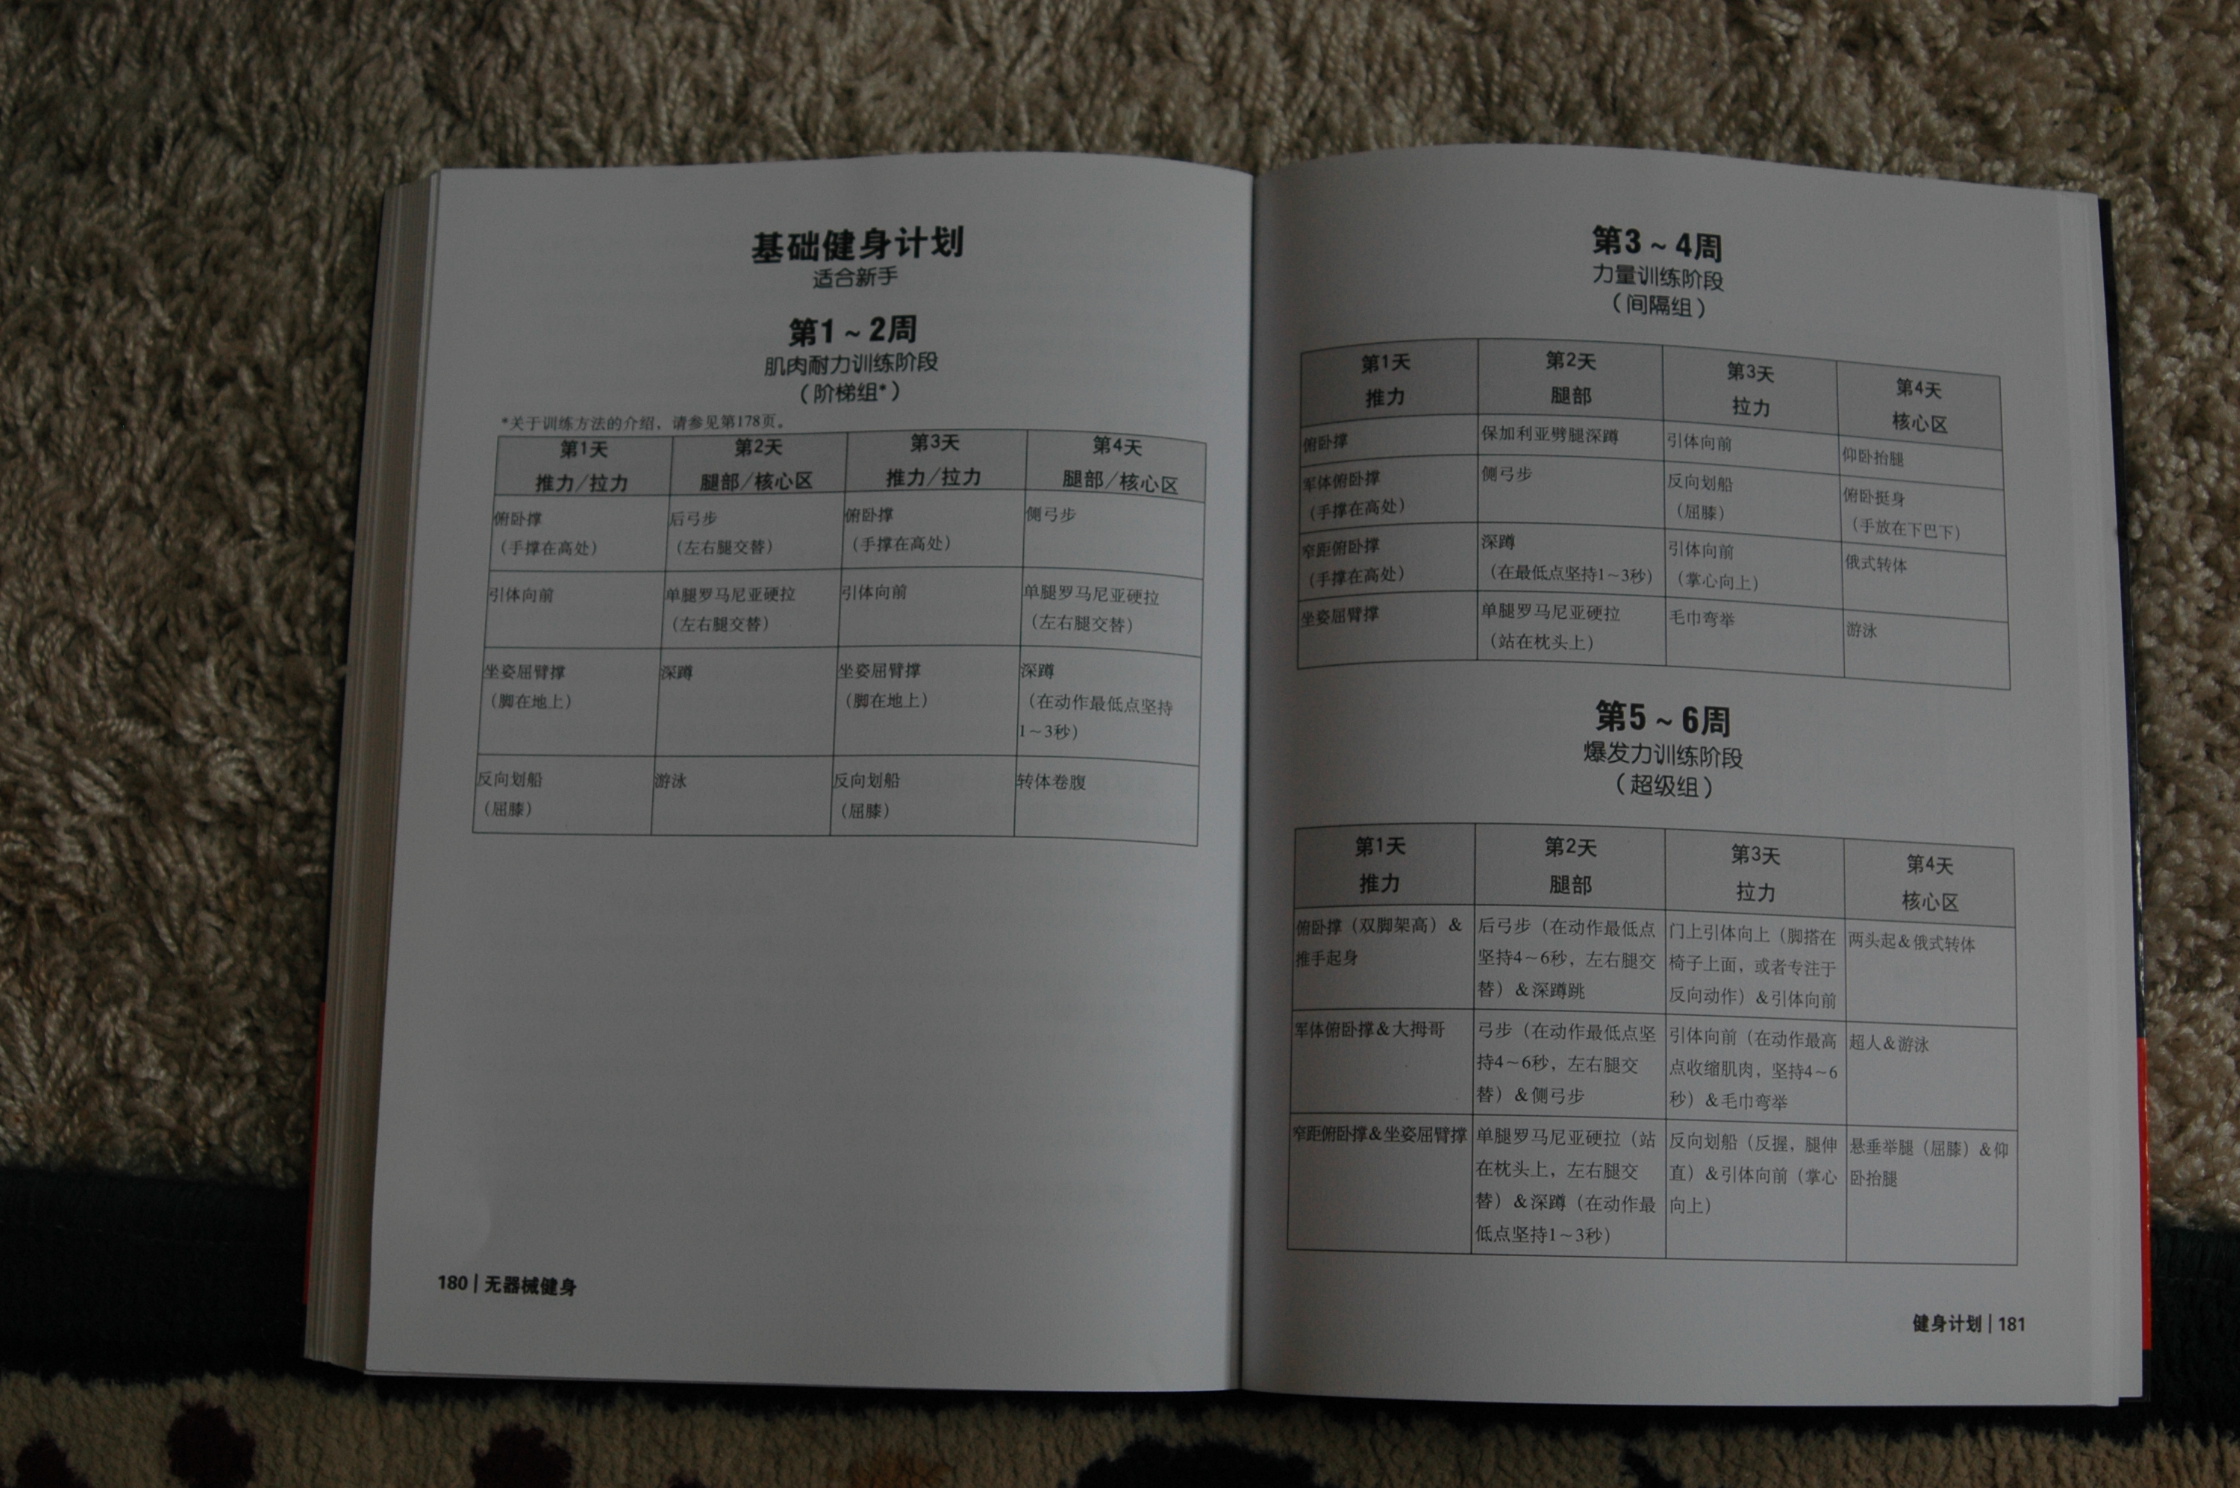 基础健身计划
适合新手
第1～2周
肌肉耐力训练阶段
（阶梯组*）
*关于训练方法的介绍，请参见第178页。
第1天
推力/拉力
第2天
腿部/核心区
第3天
推力/拉力
第4天
腿部/核心区
俯卧撑
（手撑在高处）
后弓步
（左右腿交替）
俯卧撑
（手撑在高处）
侧弓步
引体向前
单腿罗马尼亚硬拉
（左右腿交替）
引体向前
单腿罗马尼亚硬拉
（左右腿交替）
坐姿屈臂撑
（脚在地上）
深蹲
坐姿屈臂撑
（脚在地上）
深蹲
（在动作最低点坚持
1～3秒）
反向划船
（屈膝）
游泳
反向划船
（屈膝）
转体卷腹
180|无器械健身
第3～4周
力量训练阶段
（间隔组）
第1天
推力
第2天
腿部
第3天
拉力
第4天
核心区
俯卧撑
保加利亚劈腿深蹲
引体向前
仰卧抬腿
军体俯卧撑
（手撑在高处）
侧弓步
反向划船
（屈膝）
俯卧挺身
（手放在下巴下）
窄距俯卧撑
（手撑在高处）
深蹲
（在最低点坚持1～3秒）
引体向前
（掌心向上）
俄式转体
坐姿屈臂撑
单腿罗马尼亚硬拉
（站在枕头上）
毛巾弯举
游泳
第5～6周
爆发力训练阶段
（超级组）
第1天
推力
第2天
腿部
第3天
拉力
第4天
核心区
俯卧撑（双脚架高）&
推手起身
后弓步（在动作最低点
坚持4～6秒，左右腿交
替）&深蹲跳
门上引体向上（脚搭在
椅子上面，或者专注于
反向动作）&引体向前
两头起&俄式转体
军体俯卧撑&大拇哥
弓步（在动作最低点坚
持4～6秒，左右腿交
替）&侧弓步
引体向前（在动作最高
点收缩肌肉，坚持4～6
秒）&毛巾弯举
超人&游泳
窄距俯卧撑&坐姿屈臂撑
单腿罗马尼亚硬拉（站
在枕头上，左右腿交
替）&深蹲（在动作最
低点坚持1～3秒）
反向划船（反握，腿伸
直）&引体向前（掌心
向上）
悬垂举腿（屈膝）&仰
卧抬腿
健身计划|181